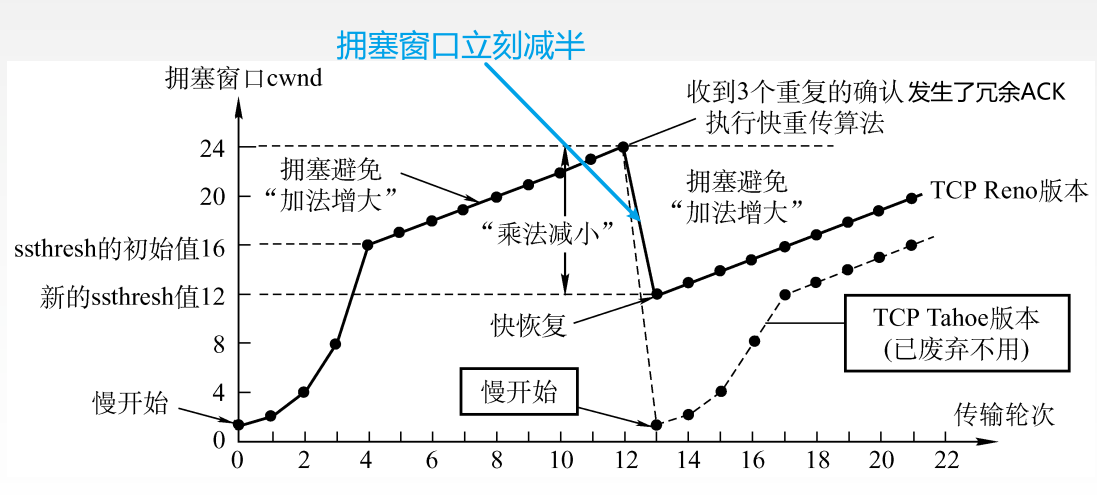 拥塞窗口立刻减半
拥塞窗口cwnd
收到3个重复的确认 发生了冗余ACK
执行快重传算法
24
拥塞避免
“加法增大”
拥塞避免
“加法增大”
20
TCP Reno版本
“乘法减小”
ssthresh的初始值16
新的ssthresh值12
快恢复
TCP Tahoe版本
(已废弃不用)
8
4
慢开始
慢开始
传输轮次
0
0 2 4 6 8 10 12 14 16 18 20 22